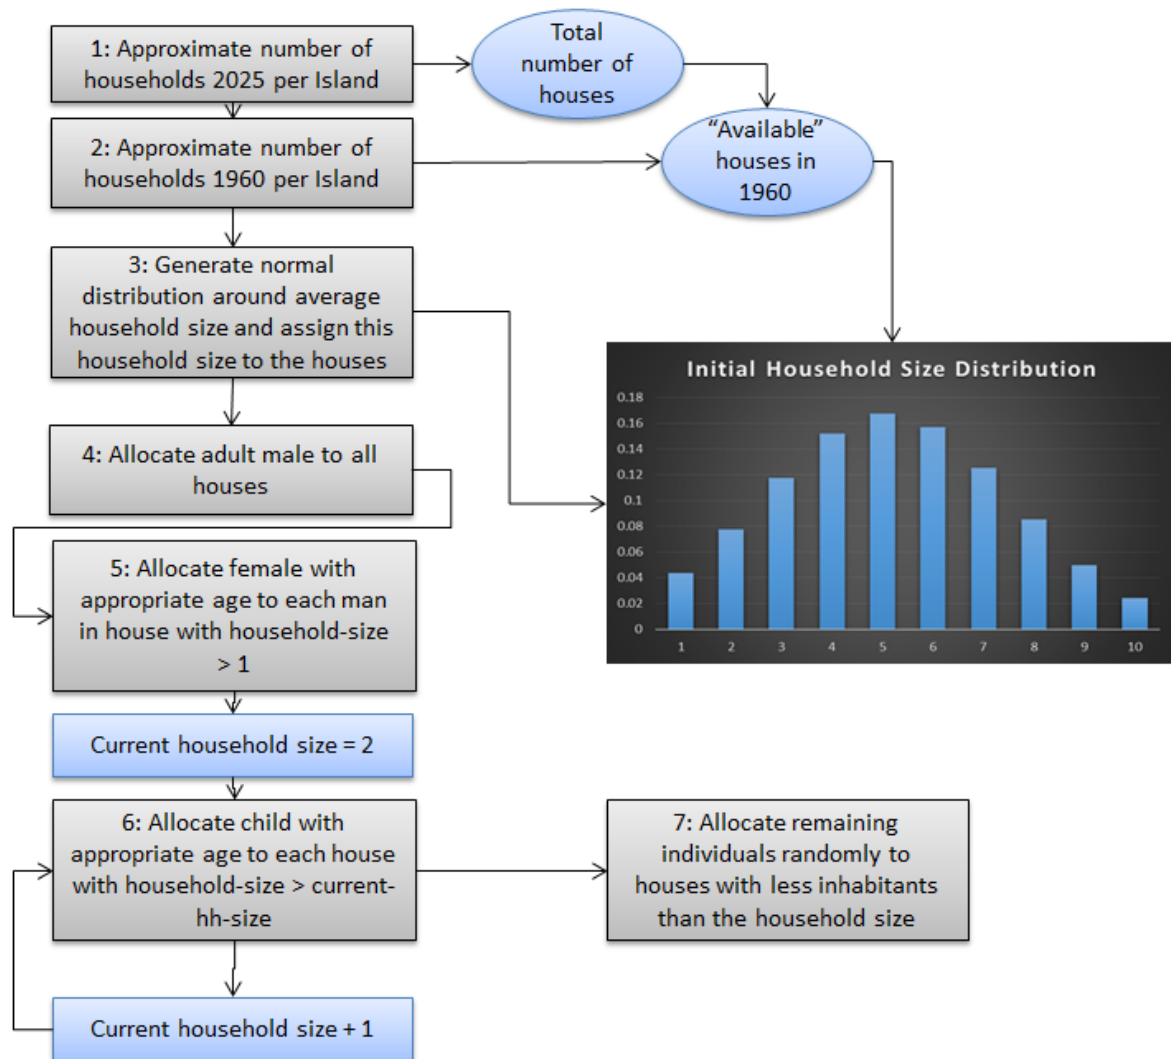 1: Approximate number of
households 2025 per Island
Total
number of
houses
2: Approximate number of
households 1960 per Island
“Available”
houses in
1960
3: Generate normal
distribution around average
household size and assign this
household size to the houses
Initial Household Size Distribution
0.18
0.16
0.14
0.12
0.1
0.08
0.06
0.04
0.02
0
1 2 3 4 5 6 7 8 9 10
4: Allocate adult male to all
houses
5: Allocate female with
appropriate age to each man
in house with household-size
> 1
Current household size = 2
6: Allocate child with
appropriate age to each house
with household-size > current-
hh-size
7: Allocate remaining
individuals randomly to
houses with less inhabitants
than the household size
Current household size + 1